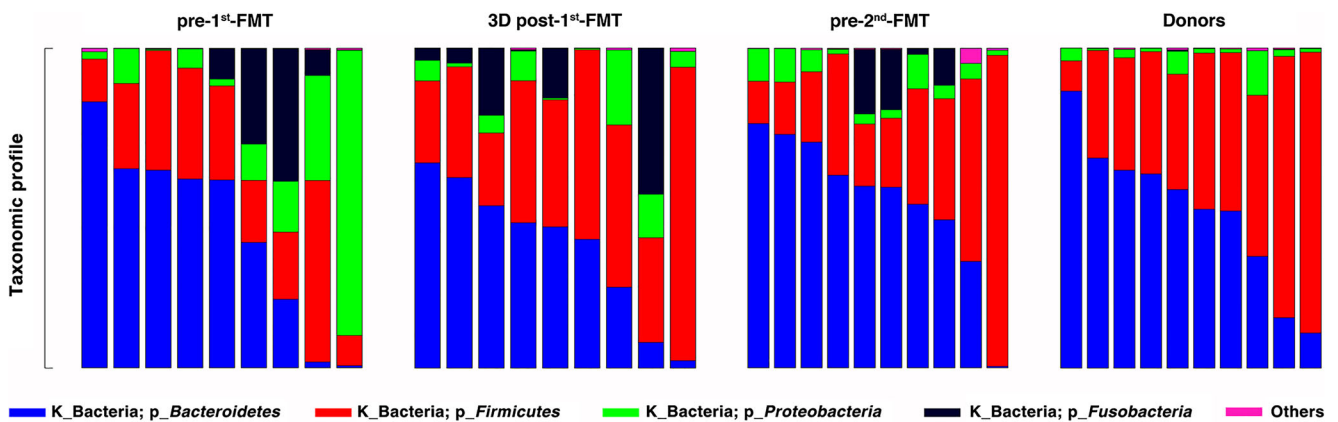 pre-1st-FMT 3D post-1st-FMT pre-2nd-FMT Donors
Taxonomic profile
K_Bacteria; p_Bacteroidetes K_Bacteria; p_Firmicutes K_Bacteria; p_Proteobacteria K_Bacteria; p_Fusobacteria Others